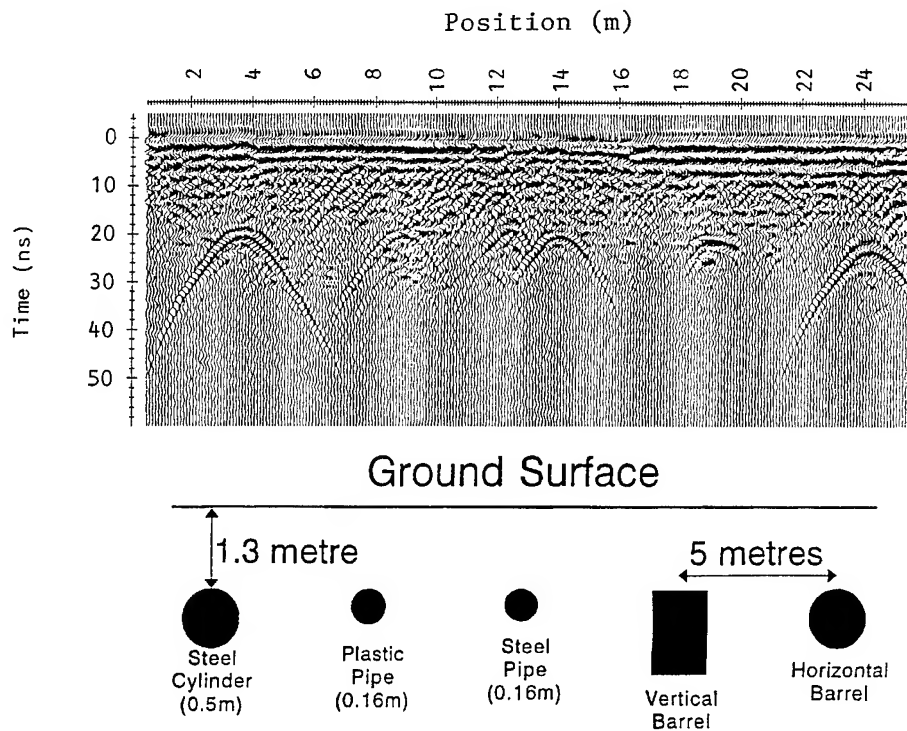 Position (m)
2 4 6 8 10 12 14 16 18 20 22 24
Time (ns)
0
10
20
30
40
50
Ground Surface
1.3 metre
5 metres
Steel
Cylinder
(0.5m)
Plastic
Pipe
(0.16m)
Steel
Pipe
(0.16m)
Vertical
Barrel
Horizontal
Barrel